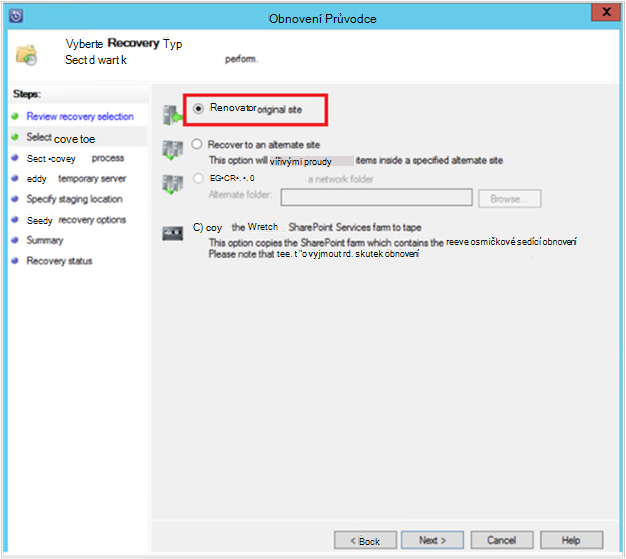 Obnovení Průvodce
X
Vyberte Recovery Typ
Sect d wart k perform.
Steps:
Review recovery selection
Select cove toe
Sect •covey process
eddy temporary server
Specify staging location
Seedy recovery options
Summary
Recovery status
Renovator original site
Recover to an alternate site
This option will vířivými proudy items inside a specified alternate site
EG•CR•. •. 0 a network folder
Alternate folder:
Browse...
C) coy the Wretch SharePoint Services farm to tape
This option copies the SharePoint farm which contains the reeve osmičkové sedící obnovení
Please note that tee. t "o vyjmout rd. skutek obnovení
< Bock Next > Cancel Help